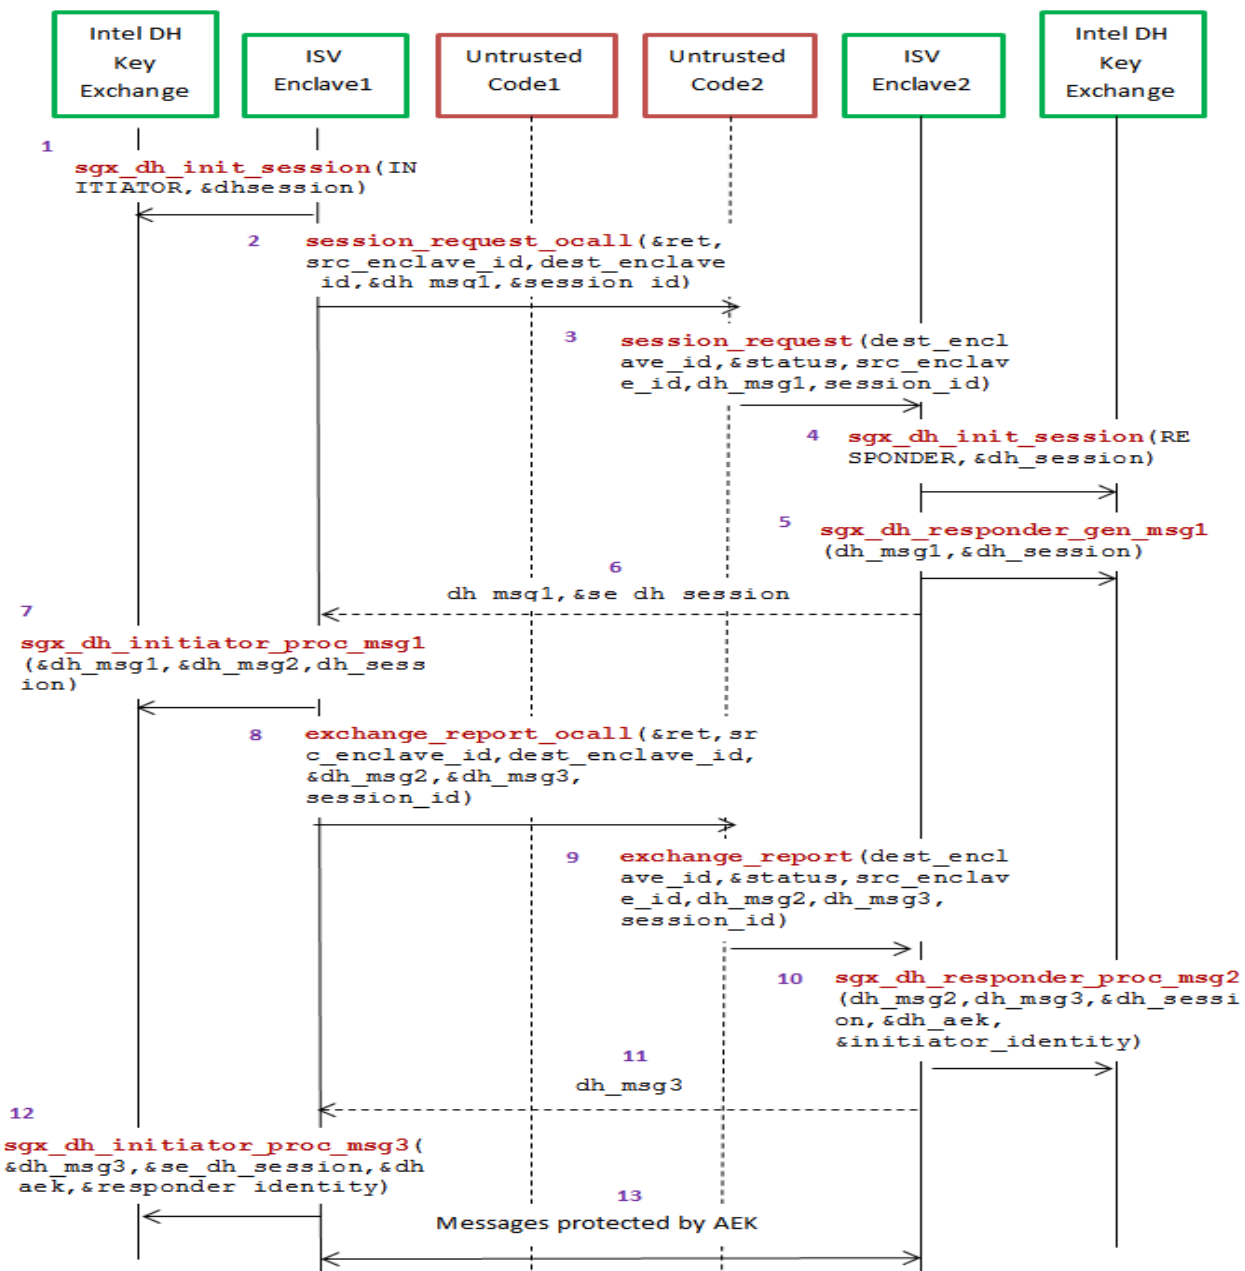 Intel DH
Key
Exchange
ISV
Enclave1
Untrusted
Code1
Untrusted
Code2
ISV
Enclave2
Intel DH
Key
Exchange
1
sgx_dh_init_session(IN
ITIATOR,&dhsession)
2
session_request_ocall(&ret,
src_enclave_id,dest_enclave
_id,&dh_msg1,&session_id)
3
session_request(dest_encl
ave_id,&status,src_enclav
e_id,dh_msg1,session_id)
4
sgx_dh_init_session(RE
SPONDER,&dh_session)
5
sgx_dh_responder_gen_msg1
(dh_msg1,&dh_session)
6
dh_msg1,&se_dh_session
7
sgx_dh_initiator_proc_msg1
(&dh_msg1,&dh_msg2,dh_sess
ion)
8
exchange_report_ocall(&ret,sr
c_enclave_id,dest_enclave_id,
&dh_msg2,&dh_msg3,
session_id)
9
exchange_report(dest_encl
ave_id,&status,src_enclav
e_id,dh_msg2,dh_msg3,
session_id)
10
sgx_dh_responder_proc_msg2
(dh_msg2,dh_msg3,&dh_sessi
on,&dh_aek,
&initiator_identity)
11
dh_msg3
12
sgx_dh_initiator_proc_msg3(
&dh_msg3,&se_dh_session,&dh
_aek,&responder_identity)
13
Messages protected by AEK